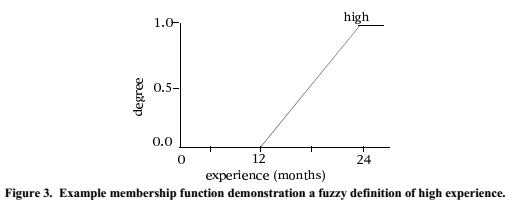 high
1.0
0.5
degree
0.0
0
12
24
experience (months)
Figure 3. Example membership function demonstration a fuzzy definition of high experience.